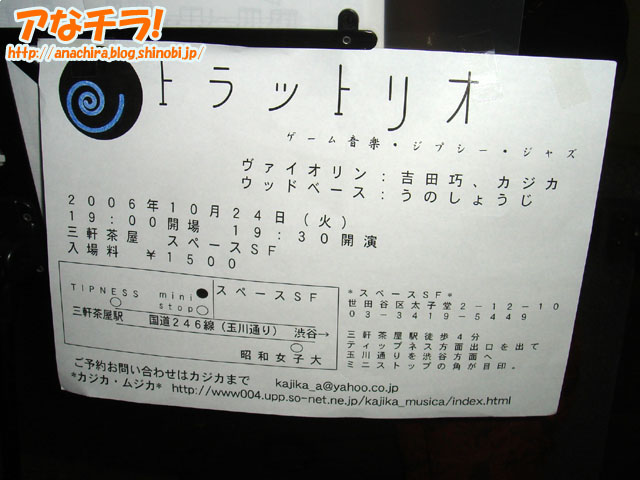 アなチラ!
http://anachira.blog.shinobi.jp/
トラットリオ
ゲーム音楽・ジプシー・ジャズ
ヴァイオリン：吉田巧、カジカ
ウッドベース：うのしょうじ
2006年10月24日（火）
19：00開場　19：30開演
三軒茶屋　スペースSF
入場料　￥1500
TIPNESS mini ● スペースSF
○ stop○
三軒茶屋駅 国道246線（玉川通り） 渋谷→
○
昭和女子大
*スペースSF*
世田谷区太子堂2-12-10
03-3419-5449
三軒茶屋駅徒歩4分
ティップネス方面出口を出て
玉川通りを渋谷方面へ
ミニストップの角が目印。
ご予約お問い合わせはカジカまで　kajika_a@yahoo.co.jp
*カジカ・ムジカ*　http://www004.upp.so-net.ne.jp/kajika_musica/index.html